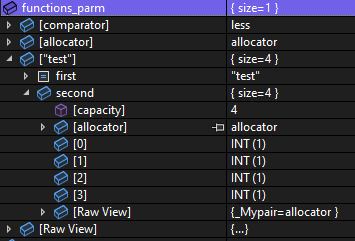 functions_parm { size=1 }
[comparator] less
[allocator] allocator
["test"] { size=4 }
first "test"
second { size=4 }
[capacity] 4
[allocator] allocator
[0] INT (1)
[1] INT (1)
[2] INT (1)
[3] INT (1)
[Raw View] {_Mypair=allocator }
[Raw View] {...}